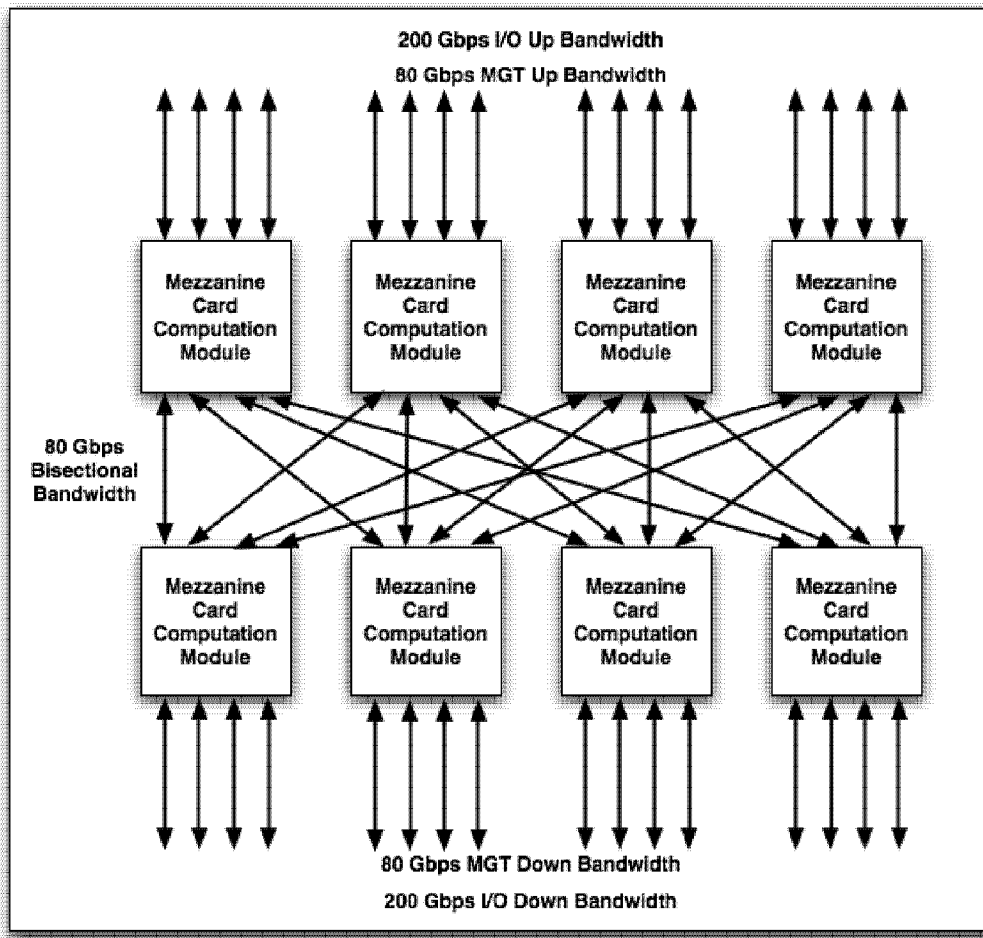 200 Gbps I/O Up Bandwidth
80 Gbps MGT Up Bandwidth
Mezzanine
Card
Computation
Module
Mezzanine
Card
Computation
Module
Mezzanine
Card
Computation
Module
Mezzanine
Card
Computation
Module
80 Gbps
Bisectional
Bandwidth
Mezzanine
Card
Computation
Module
Mezzanine
Card
Computation
Module
Mezzanine
Card
Computation
Module
Mezzanine
Card
Computation
Module
80 Gbps MGT Down Bandwidth
200 Gbps I/O Down Bandwidth